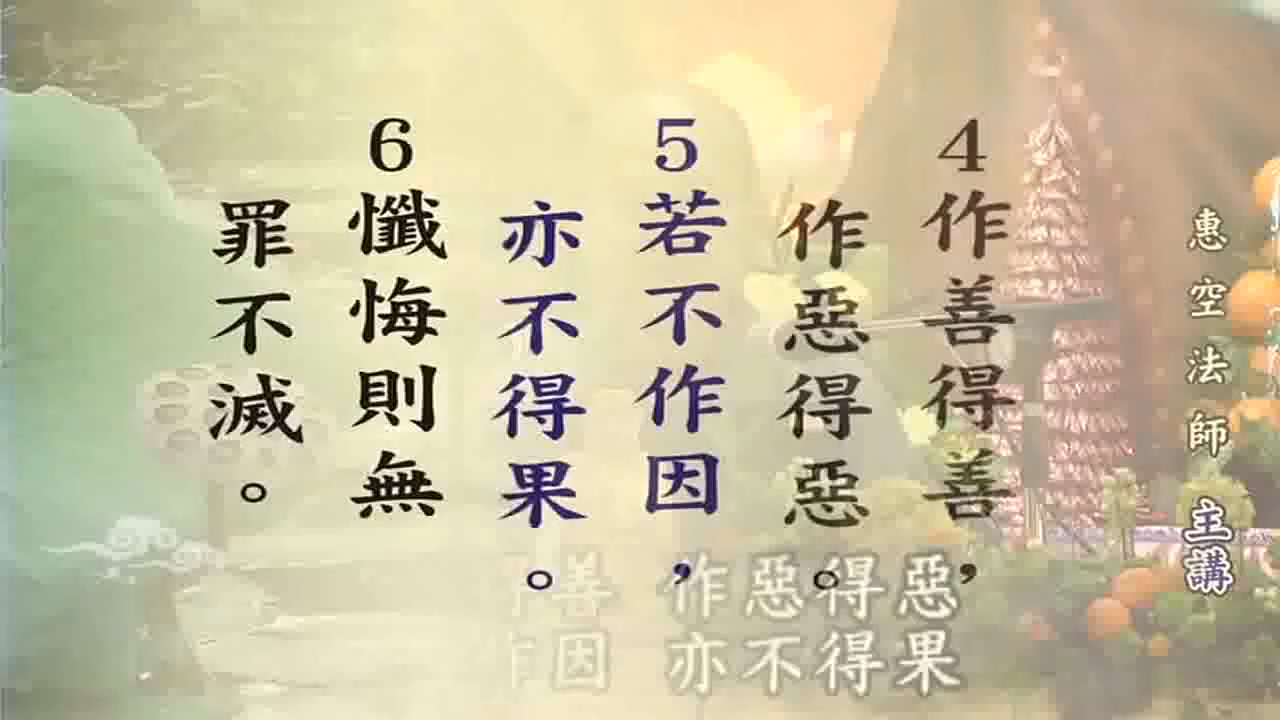 惠空法師 主講
4 作善得善，
作惡得惡。
5 若不作因，
亦不得果。
6 懺悔則無
罪不滅。
善 作惡得惡
因 亦不得果